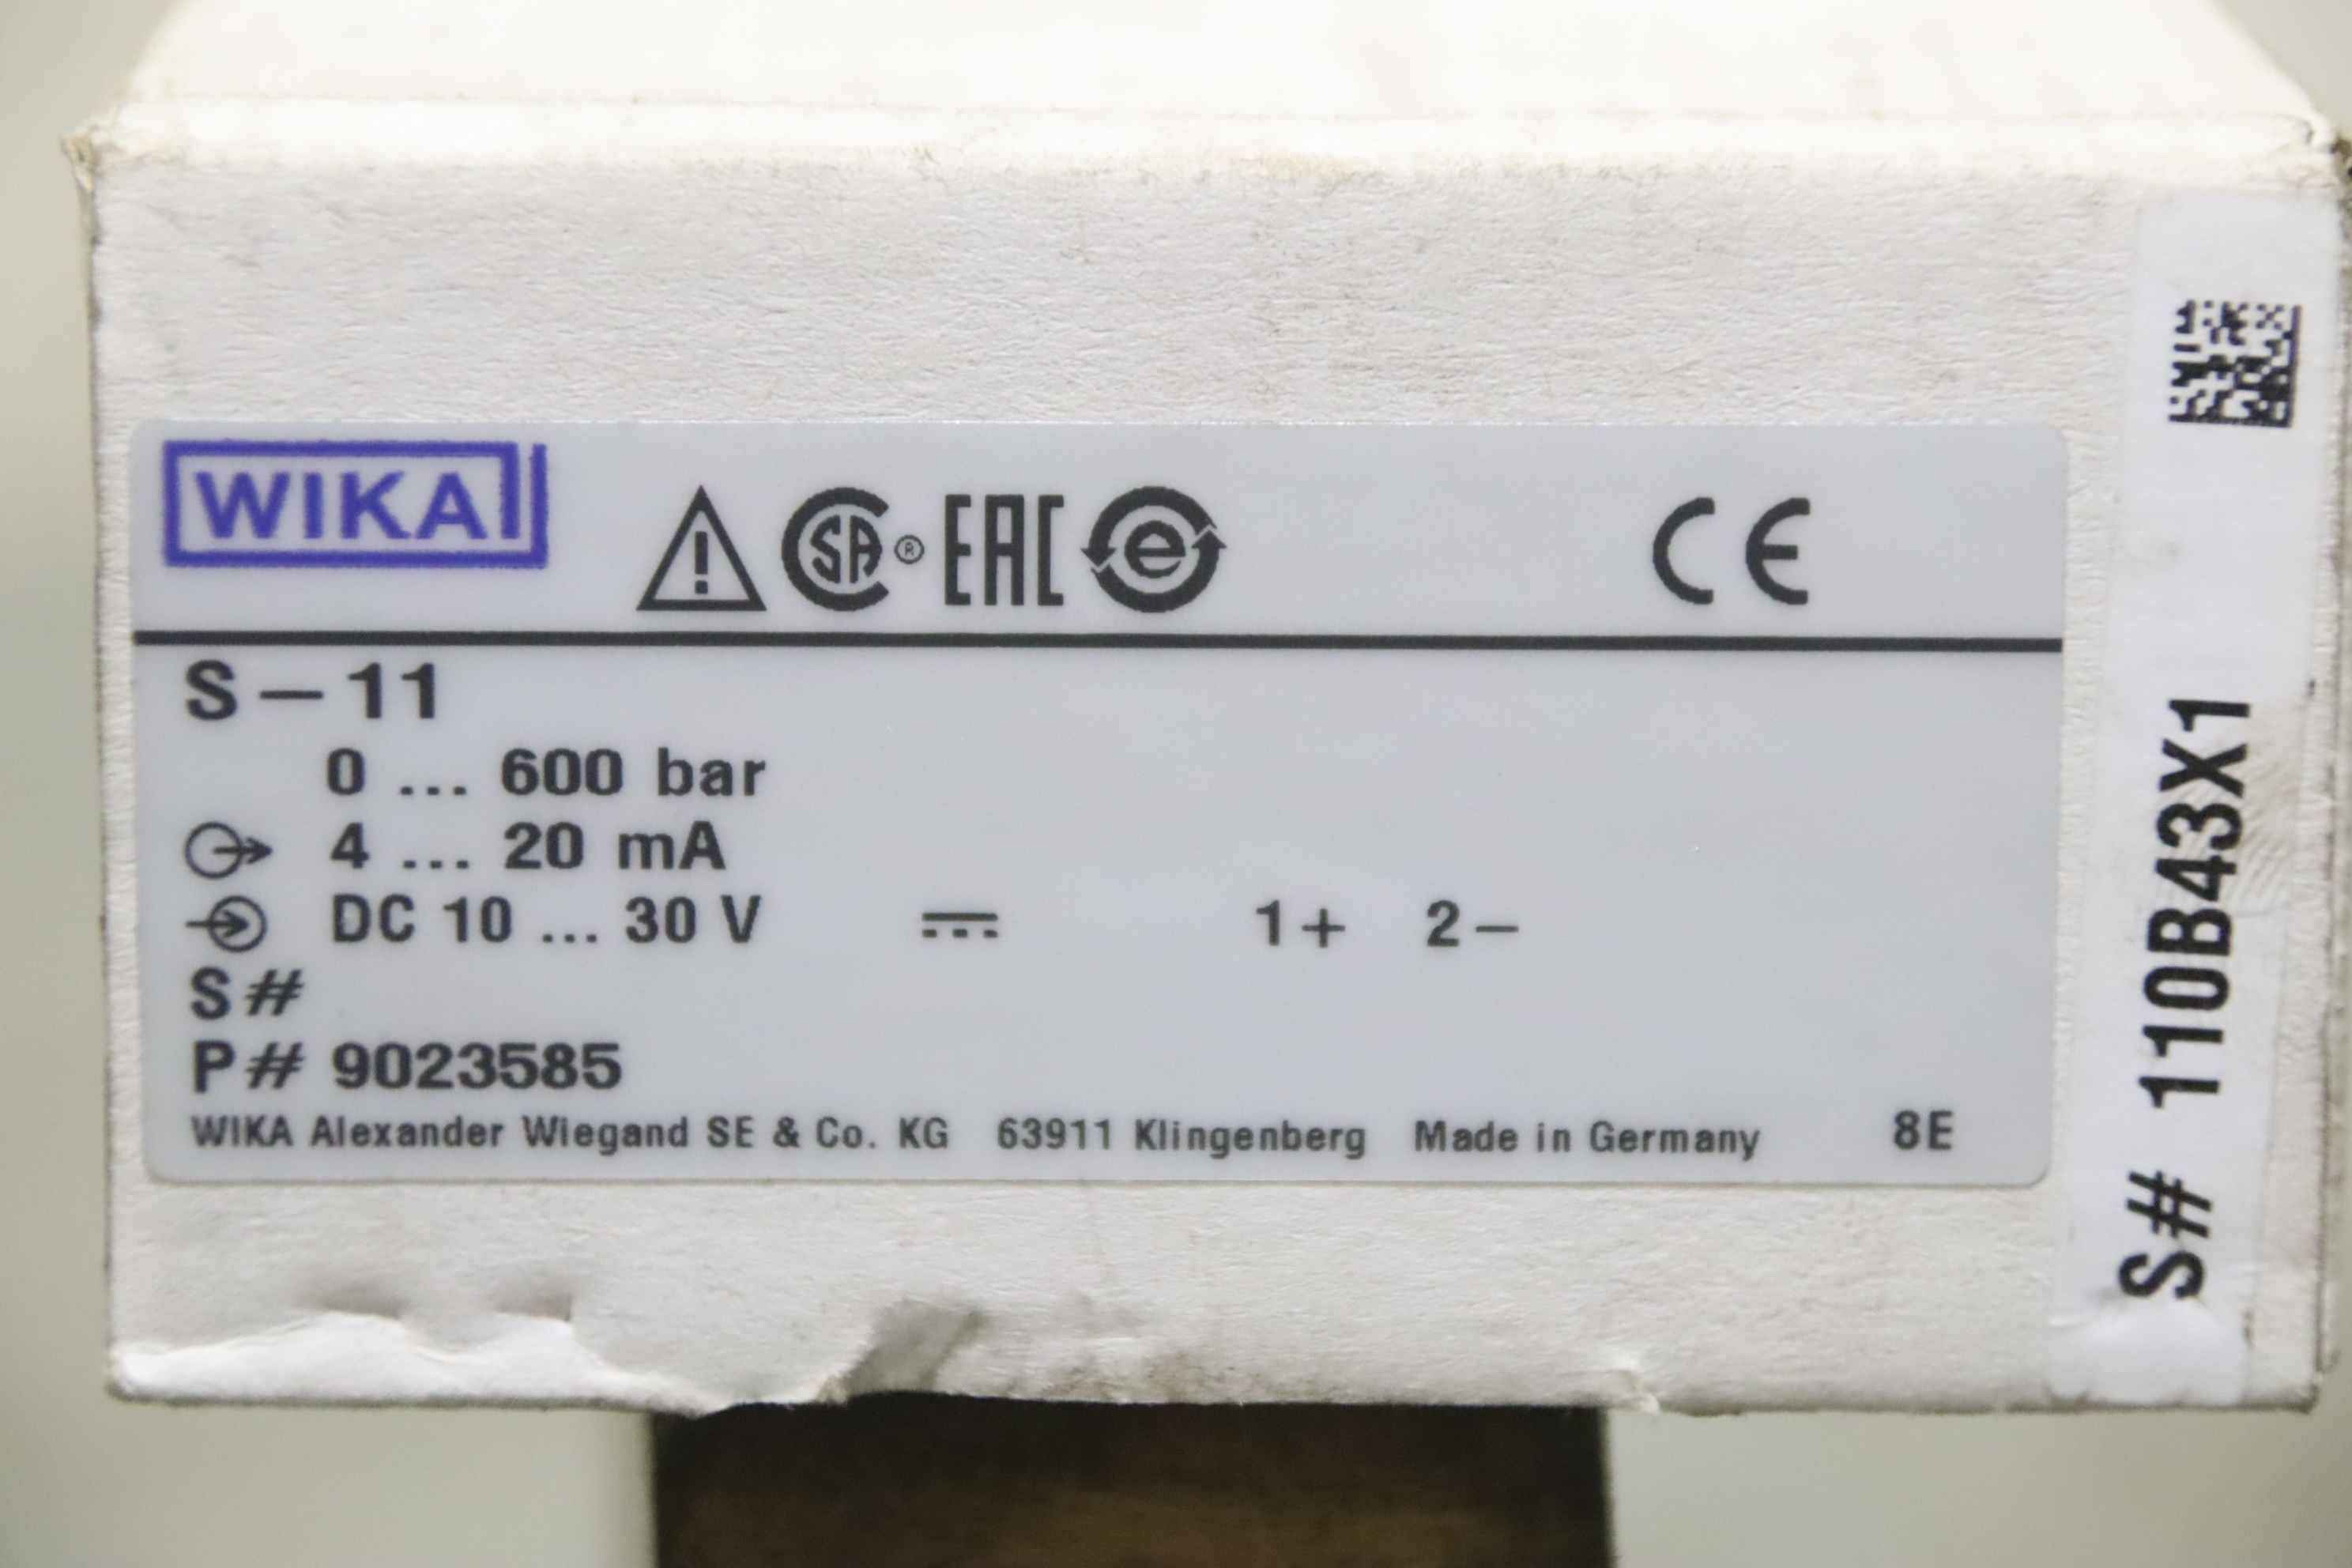 WIKA
CSA® EAC e CE
S – 11
0 ... 600 bar
4 ... 20 mA
DC 10 ... 30 V 1+ 2–
S#
P# 9023585
WIKA Alexander Wiegand SE & Co. KG 63911 Klingenberg Made in Germany 8E
S# 110B43X1